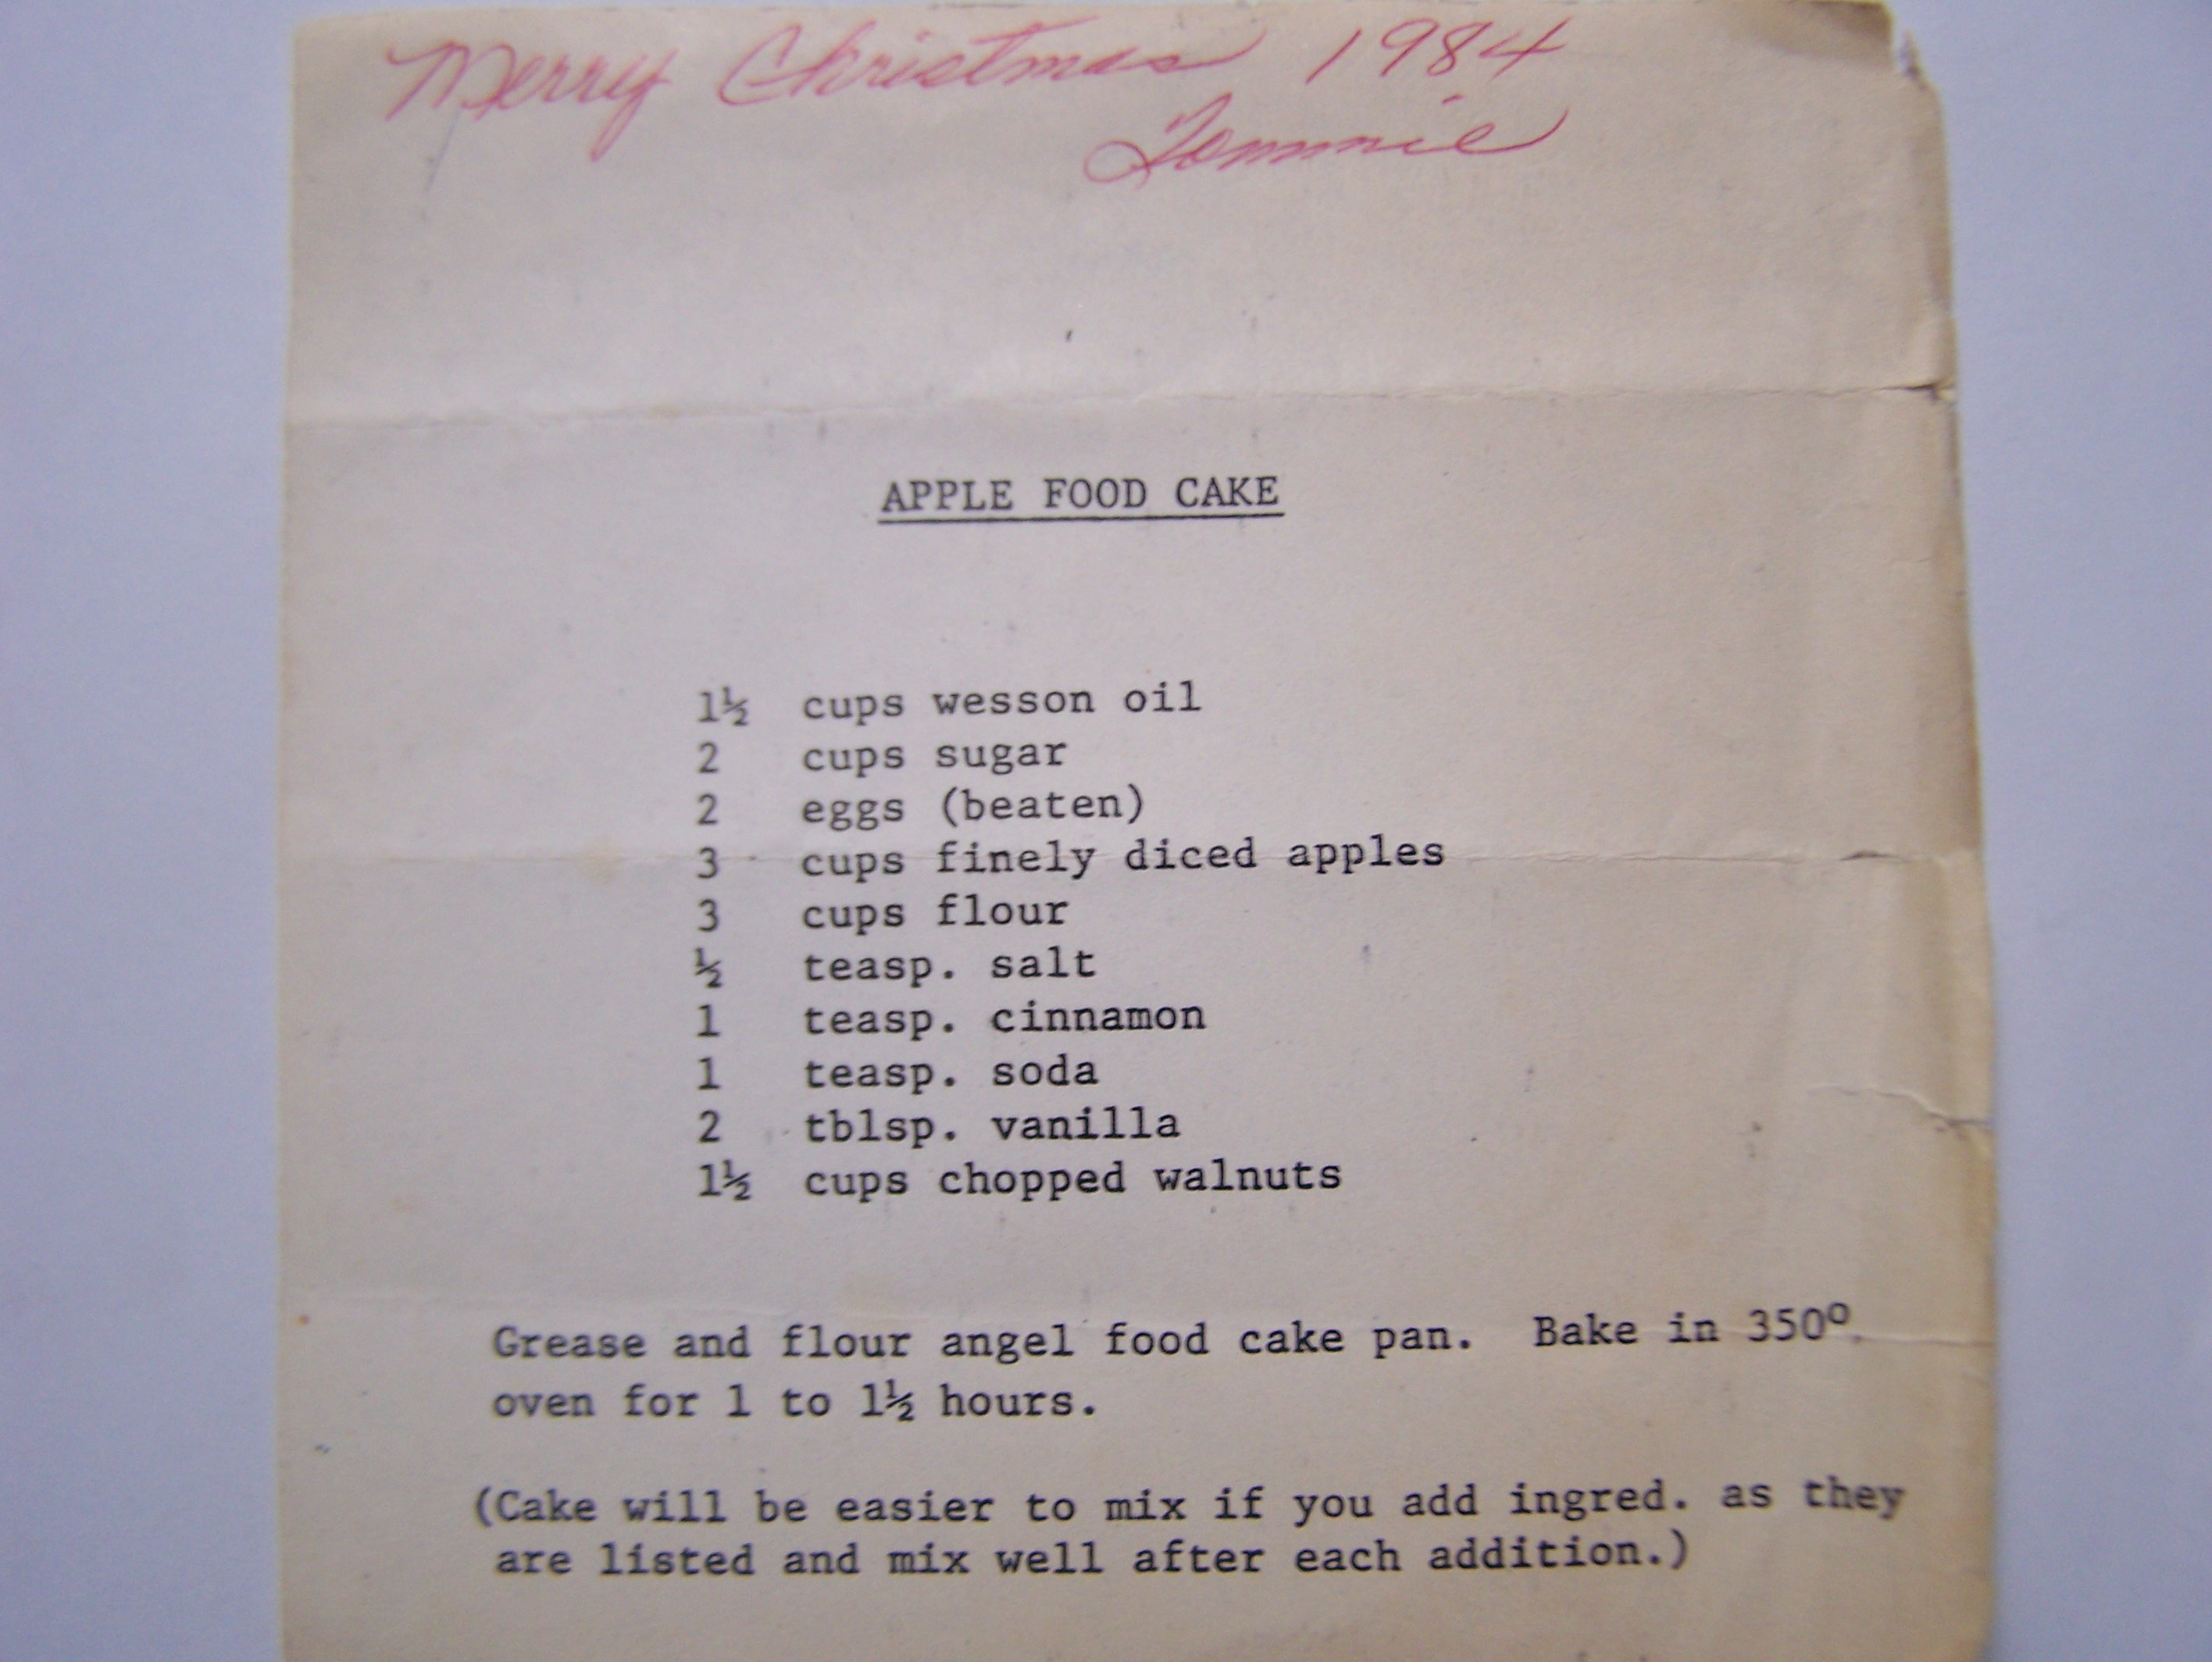 Merry Christmas 1984
Tommie
APPLE FOOD CAKE
1½ cups wesson oil
2 cups sugar
2 eggs (beaten)
3 cups finely diced apples
3 cups flour
½ teasp. salt
1 teasp. cinnamon
1 teasp. soda
2 tblsp. vanilla
1½ cups chopped walnuts
Grease and flour angel food cake pan. Bake in 350º
oven for 1 to 1½ hours.
(Cake will be easier to mix if you add ingred. as they
are listed and mix well after each addition.)